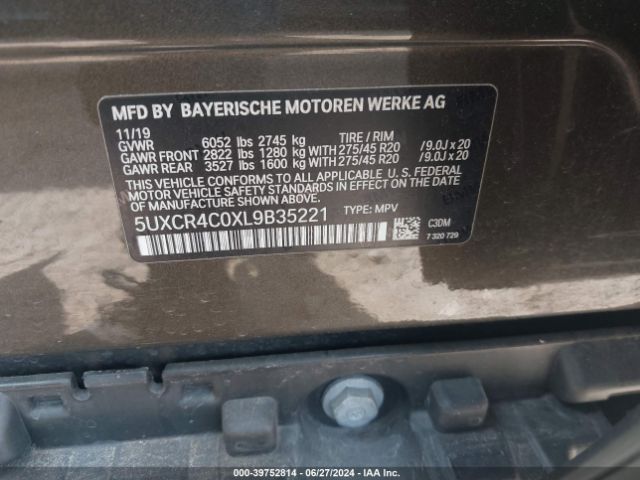 MFD BY BAYERISCHE MOTOREN WERKE AG
11/19
GVWR 6052 lbs 2745 kg TIRE / RIM
GAWR FRONT 2822 lbs 1280 kg WITH 275/45 R20 / 9.0J x 20
GAWR REAR 3527 lbs 1600 kg WITH 275/45 R20 / 9.0J x 20
THIS VEHICLE CONFORMS TO ALL APPLICABLE U. S. FEDERAL
MOTOR VEHICLE SAFETY STANDARDS IN EFFECT ON THE DATE
OF MANUFACTURE SHOWN ABOVE.
5UXCR4C0XL9B35221 TYPE: MPV
C3DM
7 320 729
000-39752814 - 06/27/2024 - IAA, Inc.